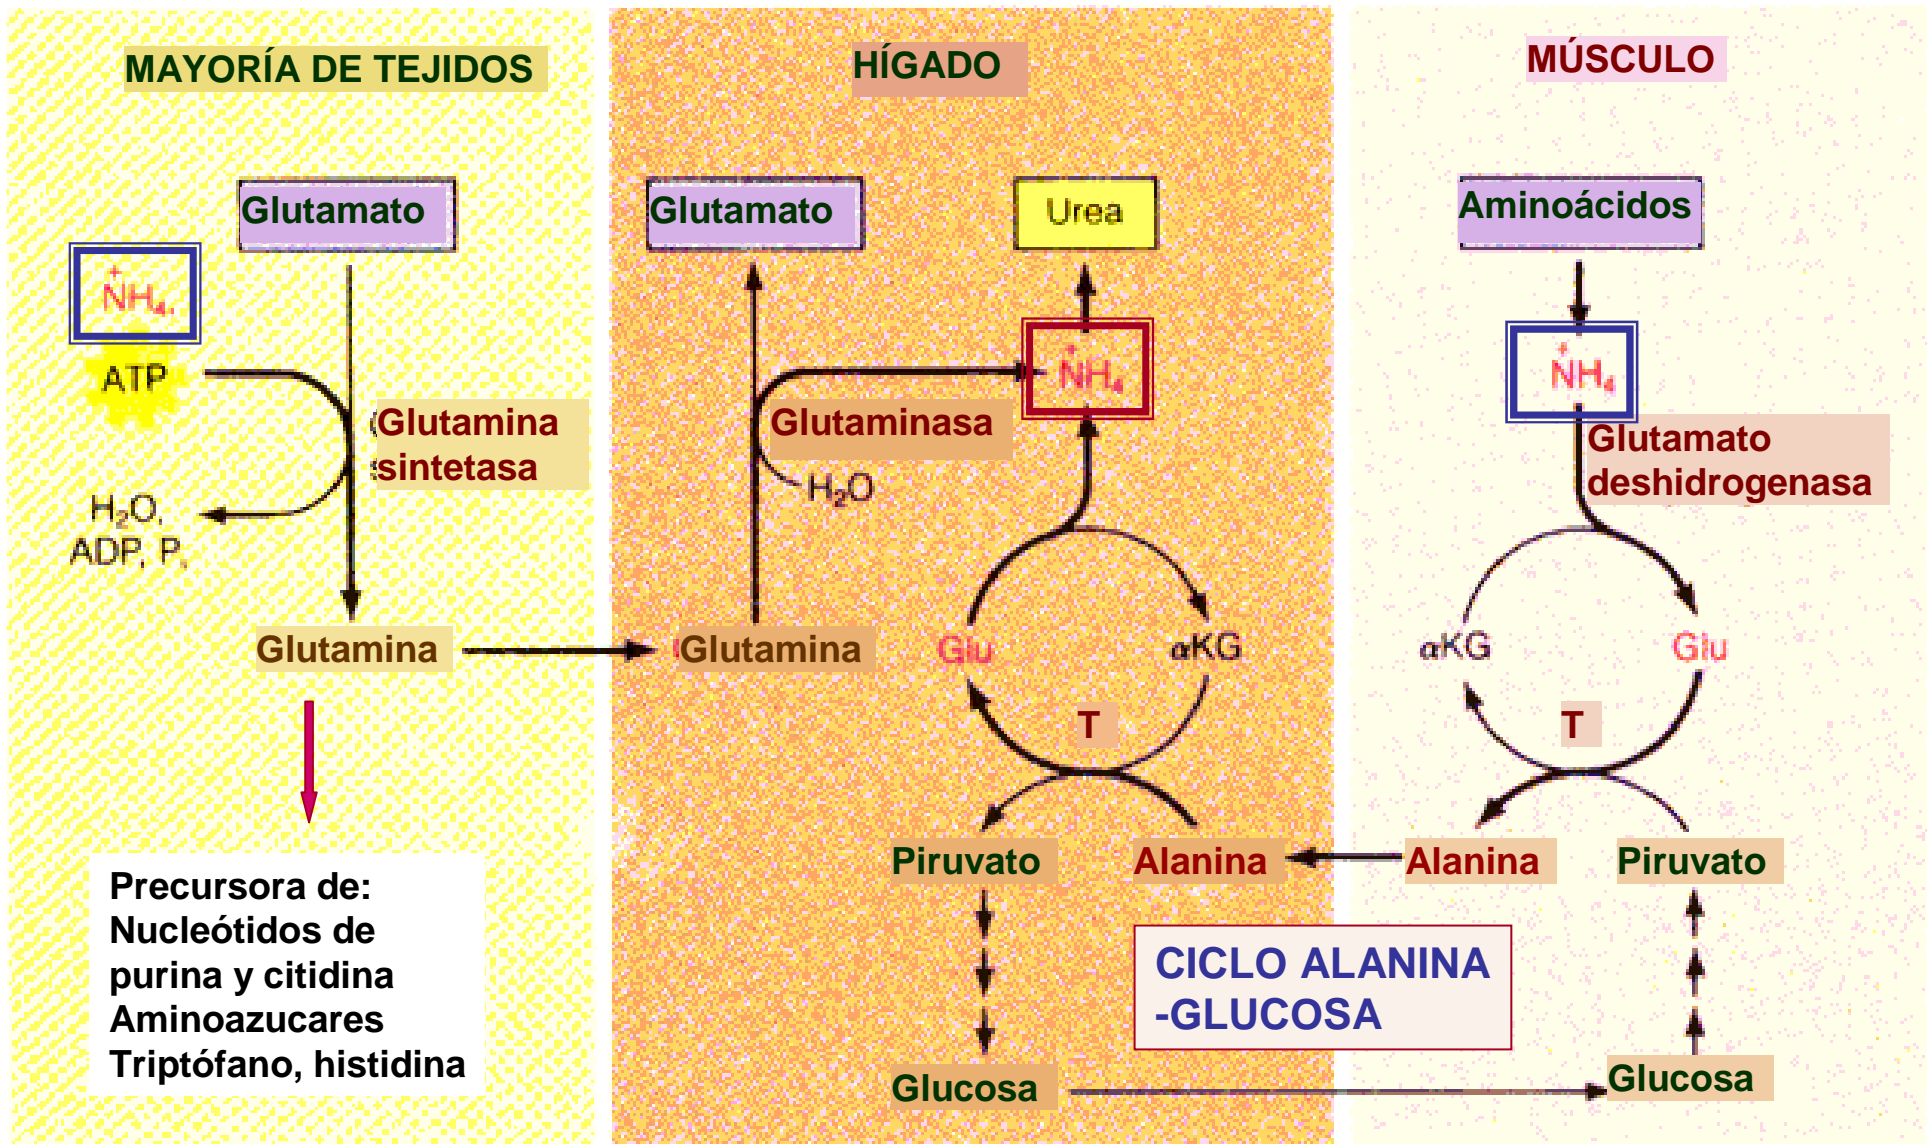 MAYORÍA DE TEJIDOS
Glutamato
NH₄⁺
ATP
Glutamina
sintetasa
H₂O,
ADP, Pᵢ
Glutamina
Precursora de:
Nucleótidos de
purina y citidina
Aminoazucares
Triptófano, histidina
HÍGADO
Glutamato
Urea
NH₄⁺
Glutaminasa
H₂O
Glutamina
Glu
αKG
T
Piruvato
Alanina
Glucosa
CICLO ALANINA
-GLUCOSA
MÚSCULO
Aminoácidos
NH₄⁺
Glutamato
deshidrogenasa
αKG
Glu
T
Alanina
Piruvato
Glucosa